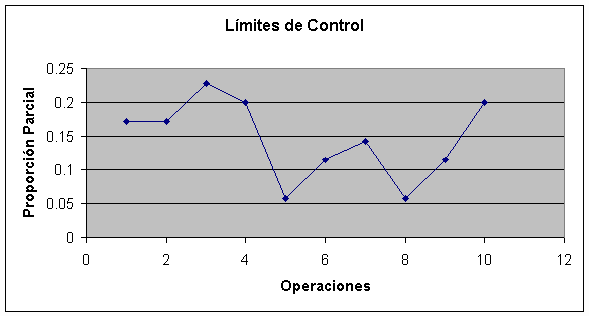 Límites de Control
Proporción Parcial
0.25
0.2
0.15
0.1
0.05
0
0 2 4 6 8 10 12
Operaciones